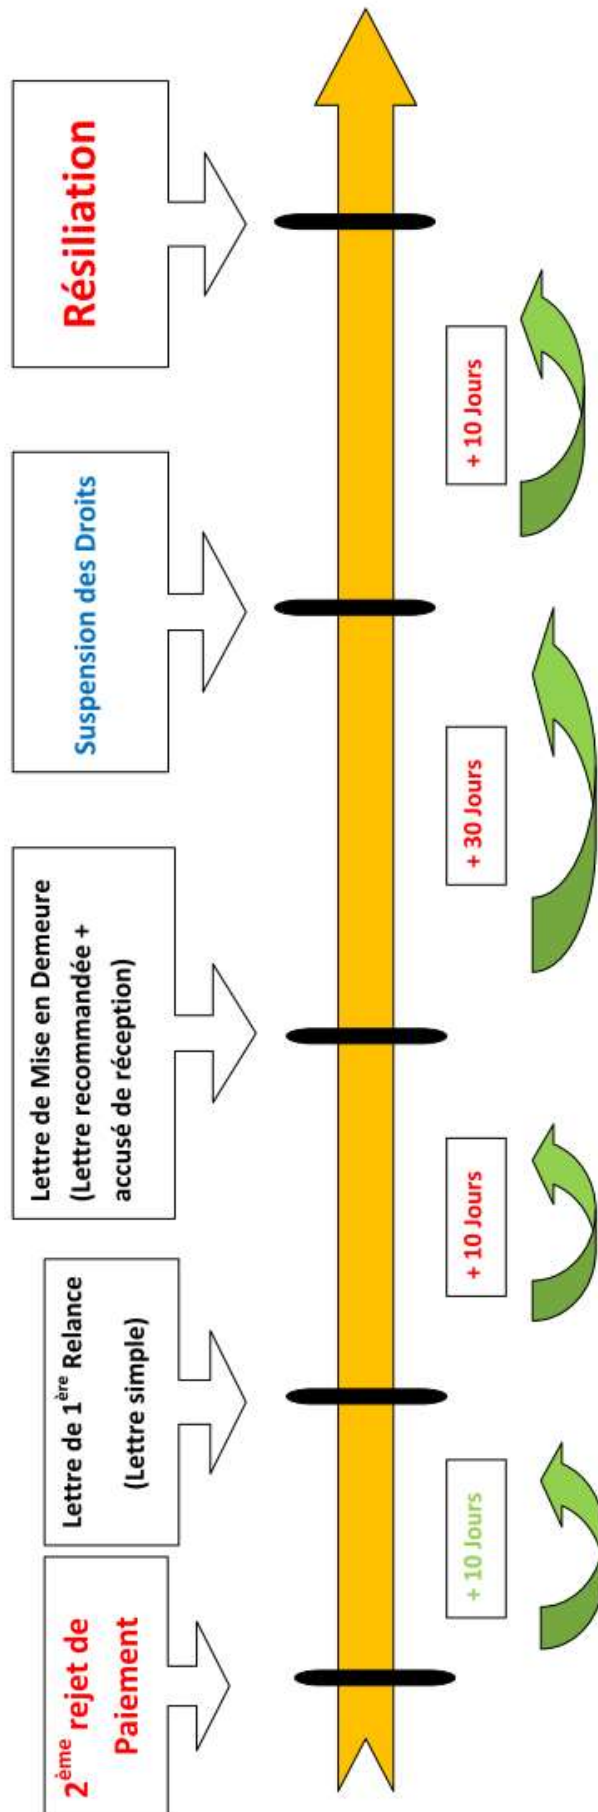 2ème rejet de
Paiement
Lettre de 1ère Relance
(Lettre simple)
Lettre de Mise en Demeure
(Lettre recommandée +
accusé de réception)
Suspension des Droits
Résiliation
+ 10 Jours
+ 10 Jours
+ 30 Jours
+ 10 Jours